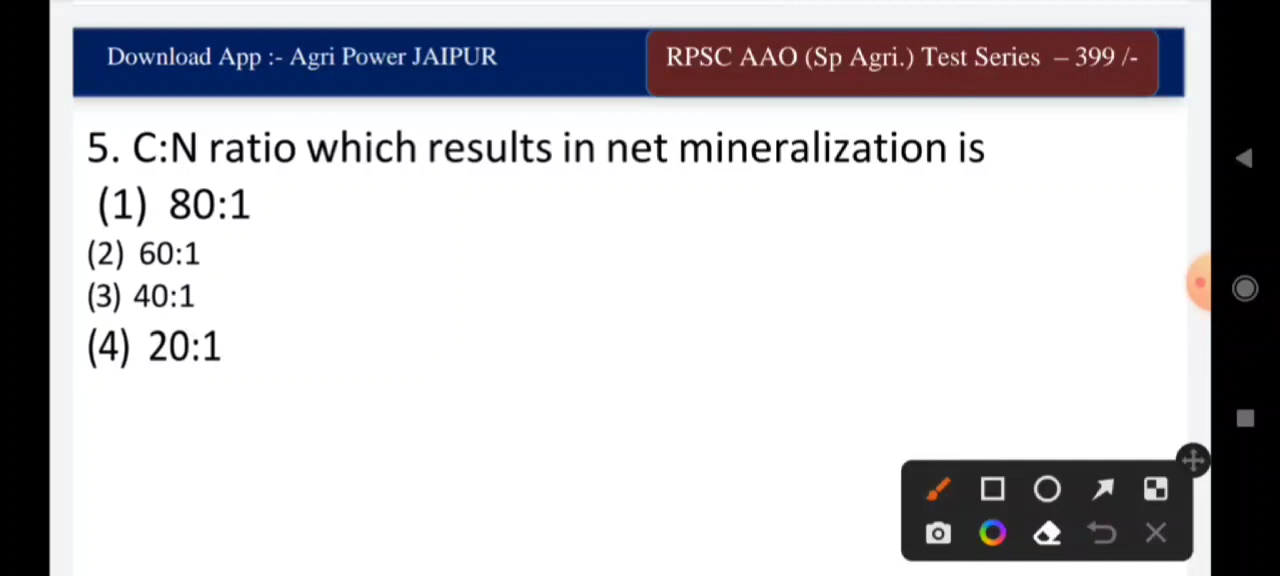 Download App :- Agri Power JAIPUR
RPSC AAO (Sp Agri.) Test Series – 399 /-
5. C:N ratio which results in net mineralization is
(1) 80:1
(2) 60:1
(3) 40:1
(4) 20:1